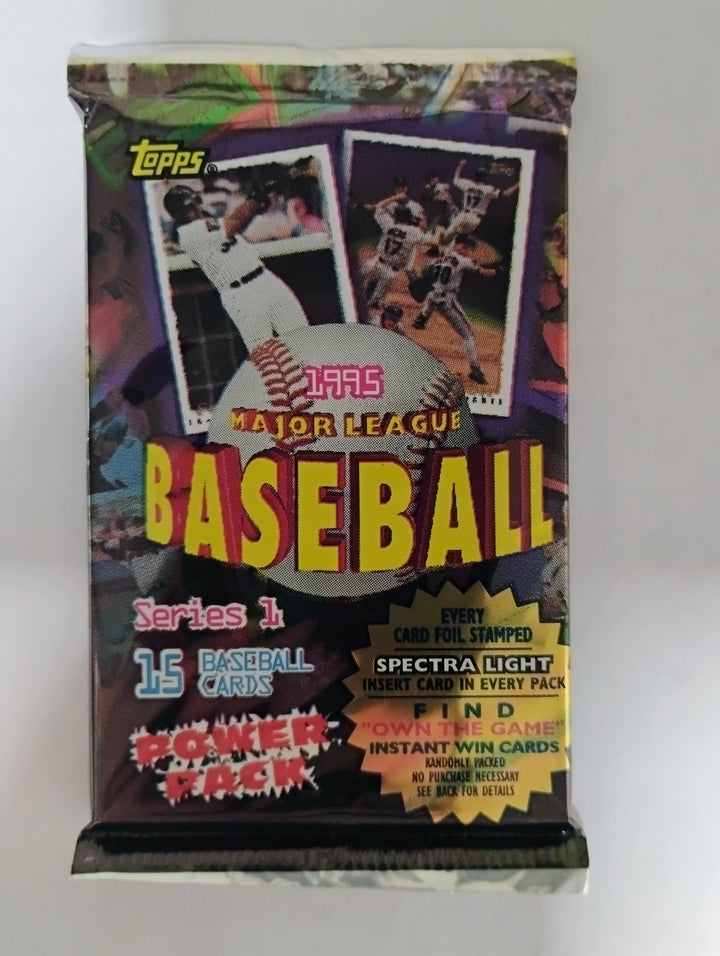 topps
1995
MAJOR LEAGUE
BASEBALL
Series 1
15 BASEBALL
CARDS
POWER
PACK
EVERY
CARD FOIL STAMPED
SPECTRA LIGHT
INSERT CARD IN EVERY PACK
FIND
"OWN THE GAME"
INSTANT WIN CARDS
RANDOMLY PACKED
NO PURCHASE NECESSARY
SEE BACK FOR DETAILS